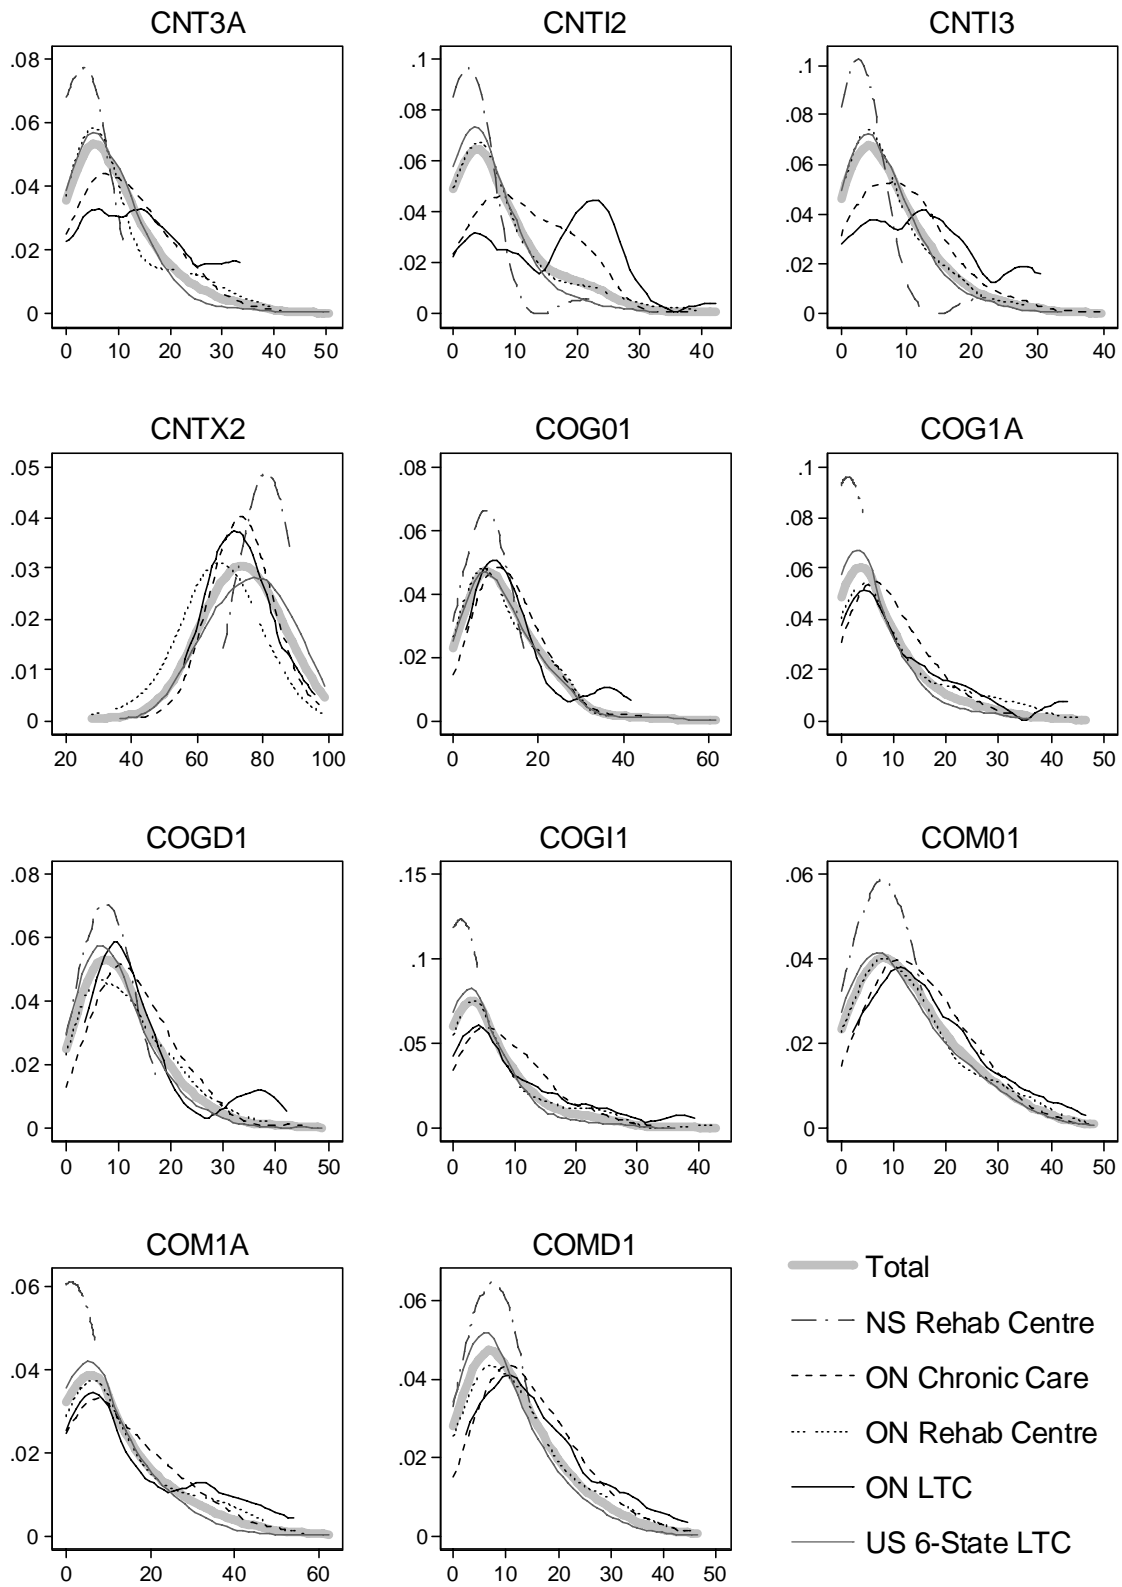 CNT3A
CNTI2
CNTI3
.08
.06
.04
.02
0
0 10 20 30 40 50
.1
.08
.06
.04
.02
0
0 10 20 30 40
.1
.08
.06
.04
.02
0
0 10 20 30 40
CNTX2
COG01
COG1A
.05
.04
.03
.02
.01
0
20 40 60 80 100
.08
.06
.04
.02
0
0 20 40 60
.1
.08
.06
.04
.02
0
0 10 20 30 40 50
COGD1
COGI1
COM01
.08
.06
.04
.02
0
0 10 20 30 40 50
.15
.1
.05
0
0 10 20 30 40
.06
.04
.02
0
0 10 20 30 40 50
COM1A
COMD1
.06
.04
.02
0
0 20 40 60
.06
.04
.02
0
0 10 20 30 40 50
Total
NS Rehab Centre
ON Chronic Care
ON Rehab Centre
ON LTC
US 6-State LTC